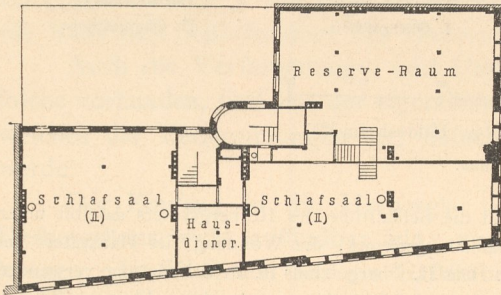 Reserve-Raum
Schlafsaal
(II)
Schlafsaal
(II)
Haus-
diener.